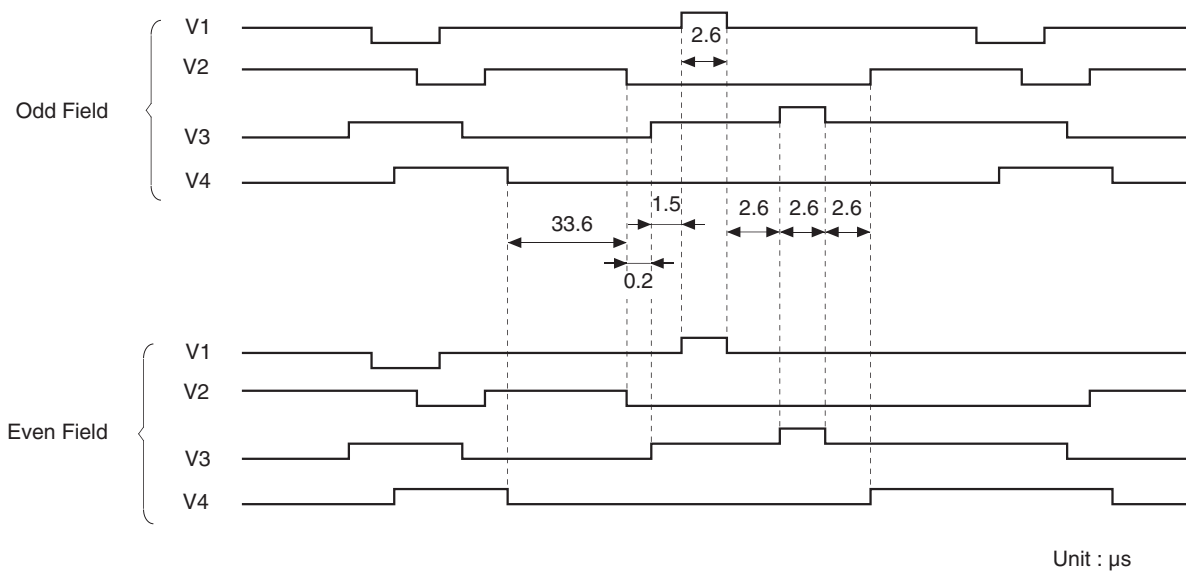 Odd Field
V1
V2
V3
V4
2.6
1.5
2.6
2.6
2.6
33.6
0.2
Even Field
V1
V2
V3
V4
Unit : μs